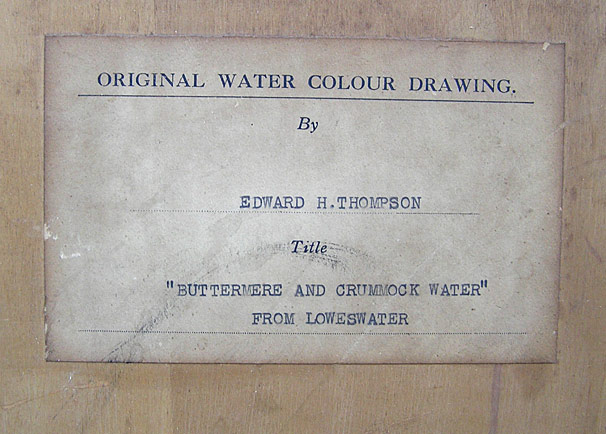 ORIGINAL WATER COLOUR DRAWING.
By
EDWARD H.THOMPSON
Title
"BUTTERMERE AND CRUMMOCK WATER"
FROM LOWESWATER